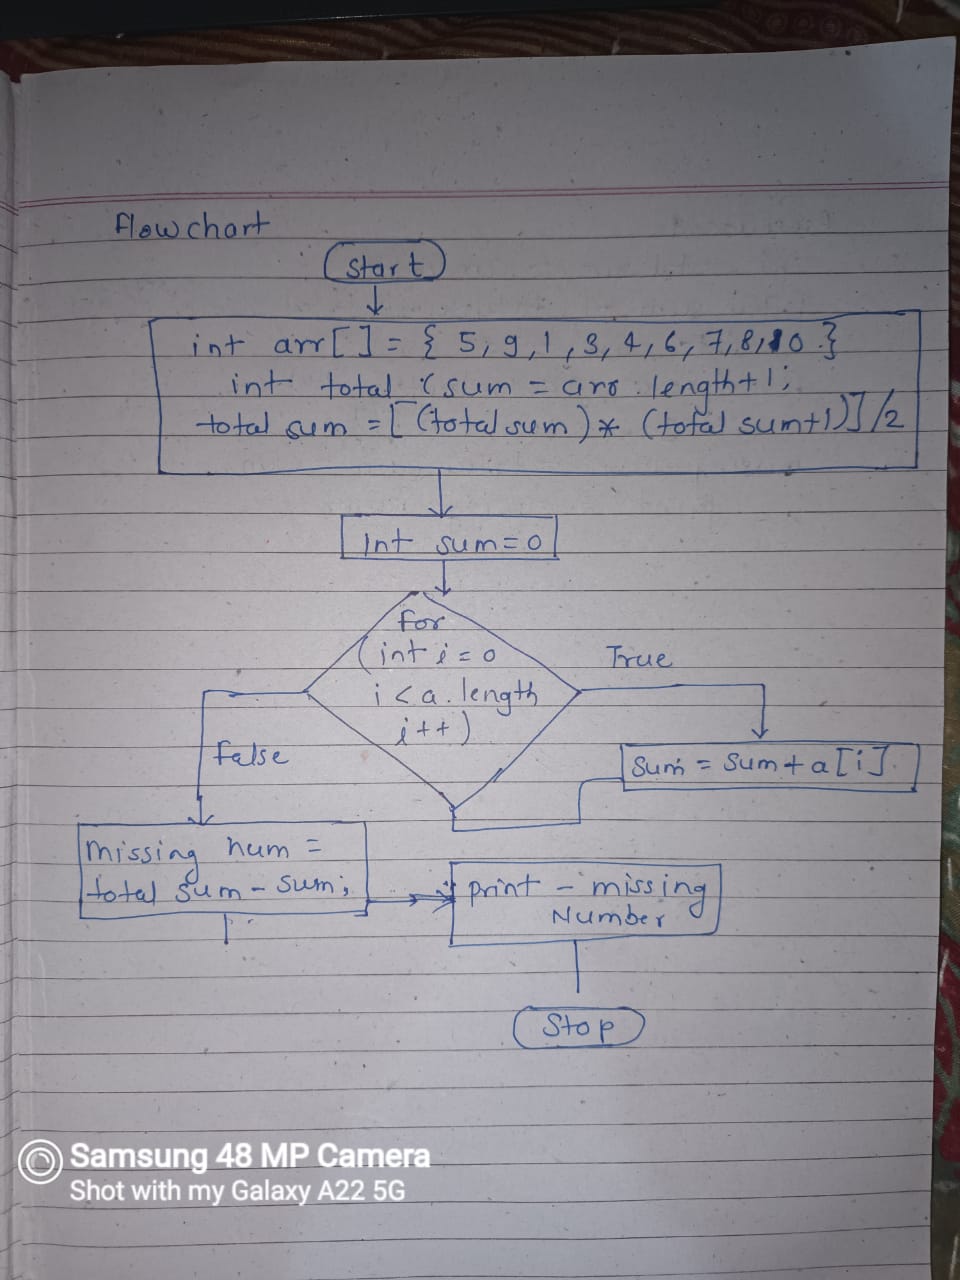 Flowchart
Start
int arr[ ] = { 5, 9, 1, 3, 4, 6, 7, 8, 10 }
int total sum = arr.length+1;
total sum = [(total sum) * (total sum+1)] /2
int sum = 0
for
(int i = 0
i < a.length
i++)
True
False
Sum = Sum + a[i]
missing num =
total sum - sum;
print - missing
Number
Stop
Samsung 48 MP Camera
Shot with my Galaxy A22 5G